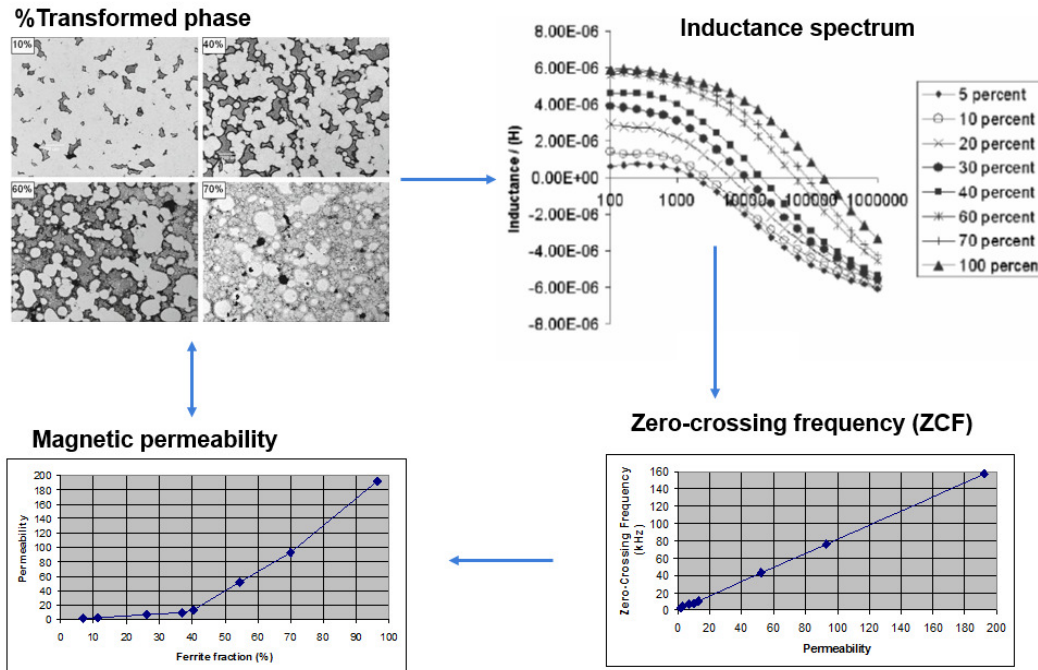 %Transformed phase
10%
40%
60%
70%
Inductance spectrum
8.00E-06
6.00E-06
4.00E-06
2.00E-06
0.00E+00
-2.00E-06
-4.00E-06
-6.00E-06
-8.00E-06
Inductance / (H)
100
1000
10000
100000
1000000
5 percent
10 percent
20 percent
30 percent
40 percent
60 percent
70 percent
100 percen
Magnetic permeability
200
180
160
140
120
100
80
60
40
20
0
Permeability
0 10 20 30 40 50 60 70 80 90 100
Ferrite fraction (%)
Zero-crossing frequency (ZCF)
160
140
120
100
80
60
40
20
0
Zero-Crossing Frequency
(kHz)
0 20 40 60 80 100 120 140 160 180 200
Permeability